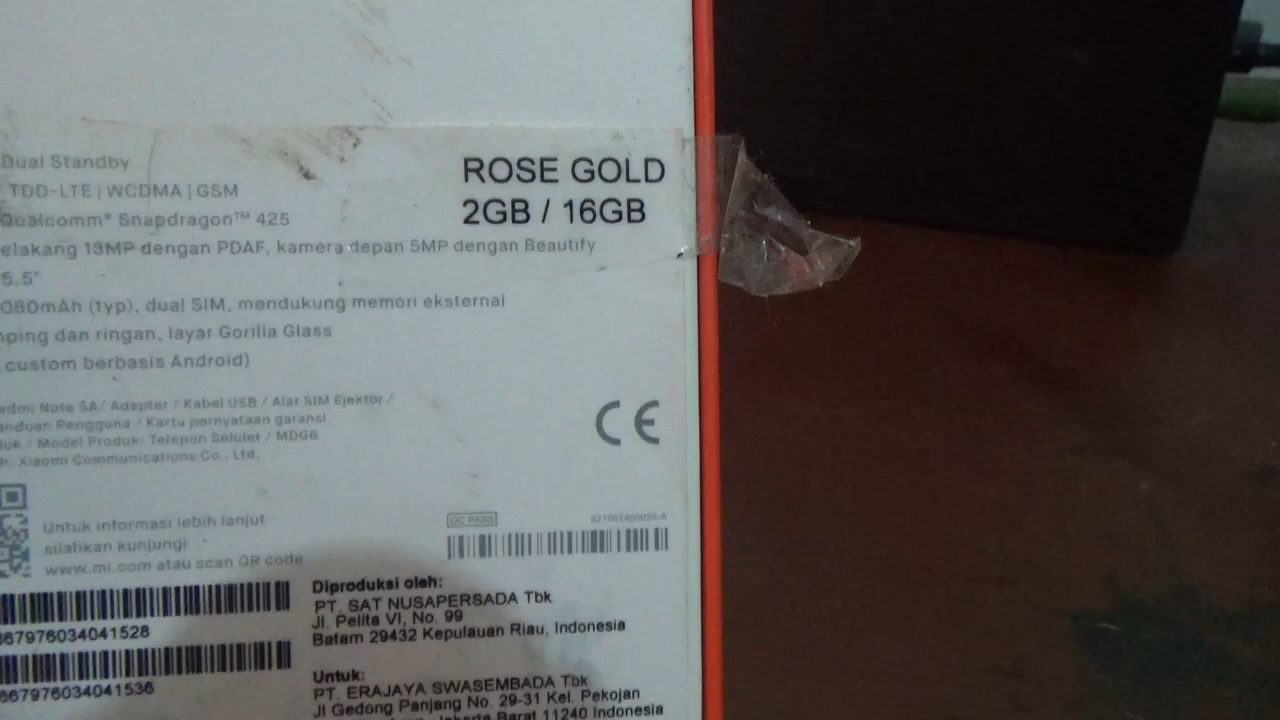 Dual Standby
TDD-LTE | WCDMA | GSM
Qualcomm® Snapdragon™ 425
elakang 13MP dengan PDAF, kamera depan 5MP dengan Beautify
5.5"
080mAh (typ), dual SIM, mendukung memori eksternal
ping dan ringan, layar Gorilla Glass
custom berbasis Android)
ROSE GOLD
2GB / 16GB
edmi Note 5A / Adapter / Kabel USB / Alat SIM Ejektor /
anduan Pengguna / Kartu pernyataan garansi
uk / Model Produk: Telepon Selular / MDG6
Xiaomi Communications Co., Ltd.
CE
Untuk informasi lebih lanjut
silahkan kunjungi
www.mi.com atau scan QR code
QC PASS
867976034041528
867976034041536
Diproduksi oleh:
PT. SAT NUSAPERSADA Tbk
Jl. Pelita VI, No. 99
Batam 29432 Kepulauan Riau, Indonesia
Untuk:
PT. ERAJAYA SWASEMBADA Tbk
Jl Gedong Panjang No. 29-31 Kel. Pekojan
Jakarta Barat 11240 Indonesia